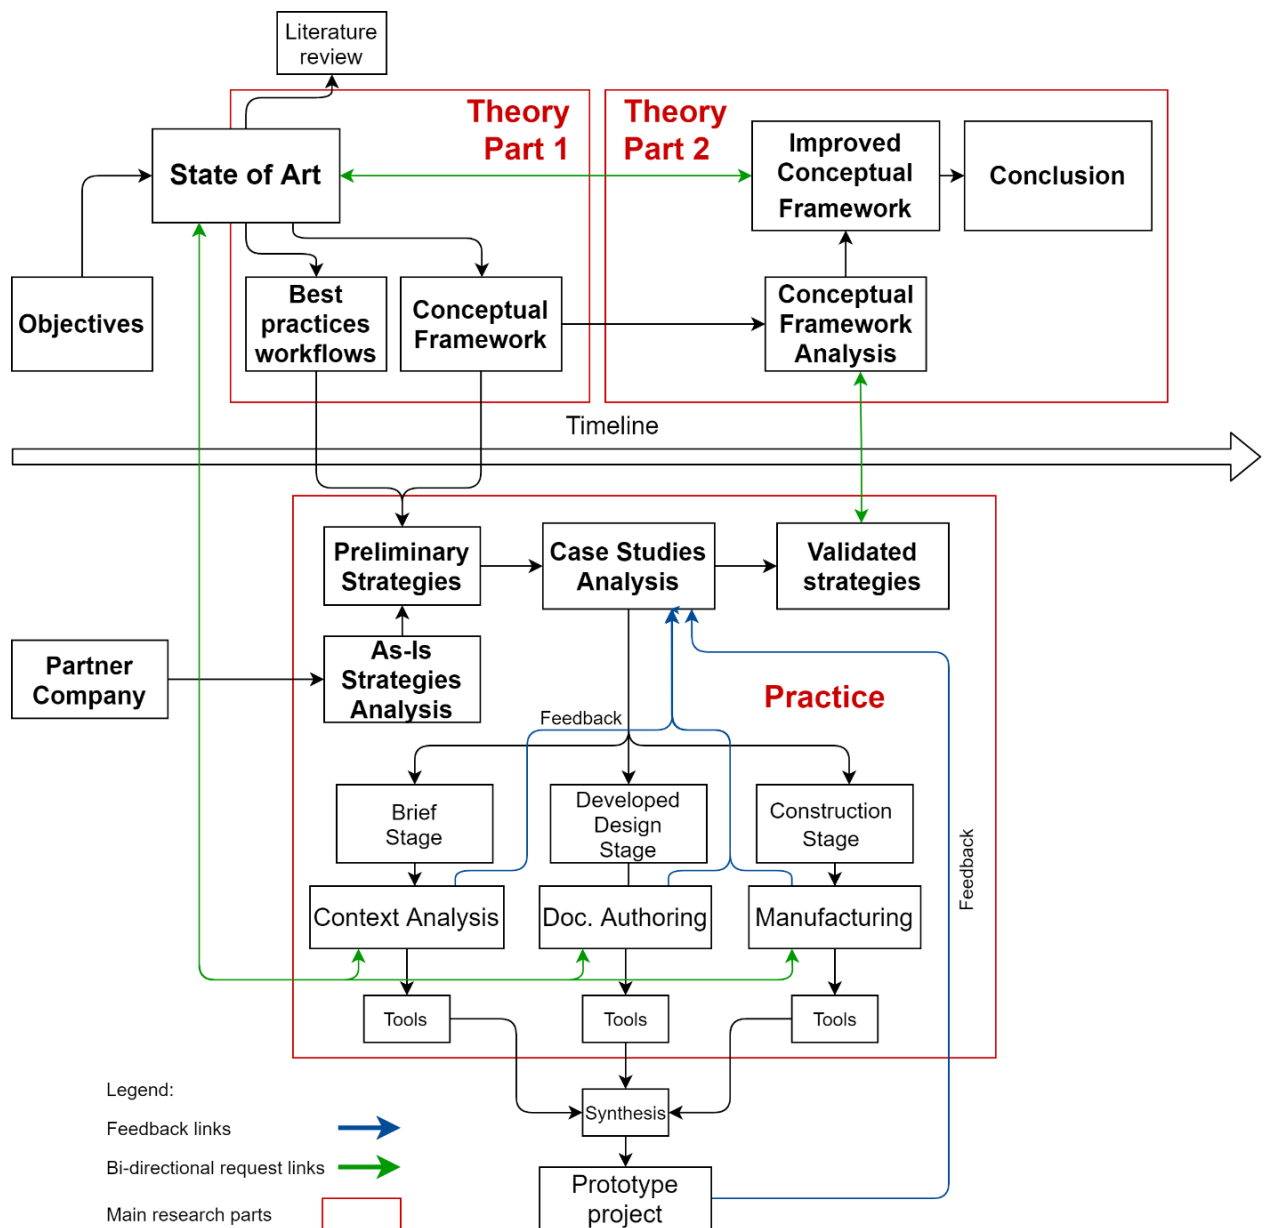 Literature
review
Theory
Part 1
Theory
Part 2
State of Art
Improved
Conceptual
Framework
Conclusion
Objectives
Best
practices
workflows
Conceptual
Framework
Conceptual
Framework
Analysis
Timeline
Preliminary
Strategies
Case Studies
Analysis
Validated
strategies
Partner
Company
As-Is
Strategies
Analysis
Practice
Feedback
Brief
Stage
Developed
Design
Stage
Construction
Stage
Feedback
Context Analysis
Doc. Authoring
Manufacturing
Tools
Tools
Tools
Synthesis
Prototype
project
Legend:
Feedback links
Bi-directional request links
Main research parts